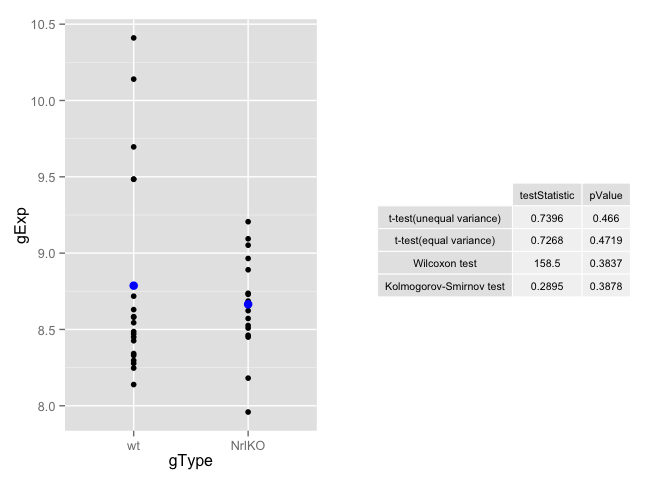 10.5
10.0
9.5
9.0
8.5
8.0
gExp
wt NrlKO
gType
testStatistic pValue
t-test(unequal variance) 0.7396 0.466
t-test(equal variance) 0.7268 0.4719
Wilcoxon test 158.5 0.3837
Kolmogorov-Smirnov test 0.2895 0.3878